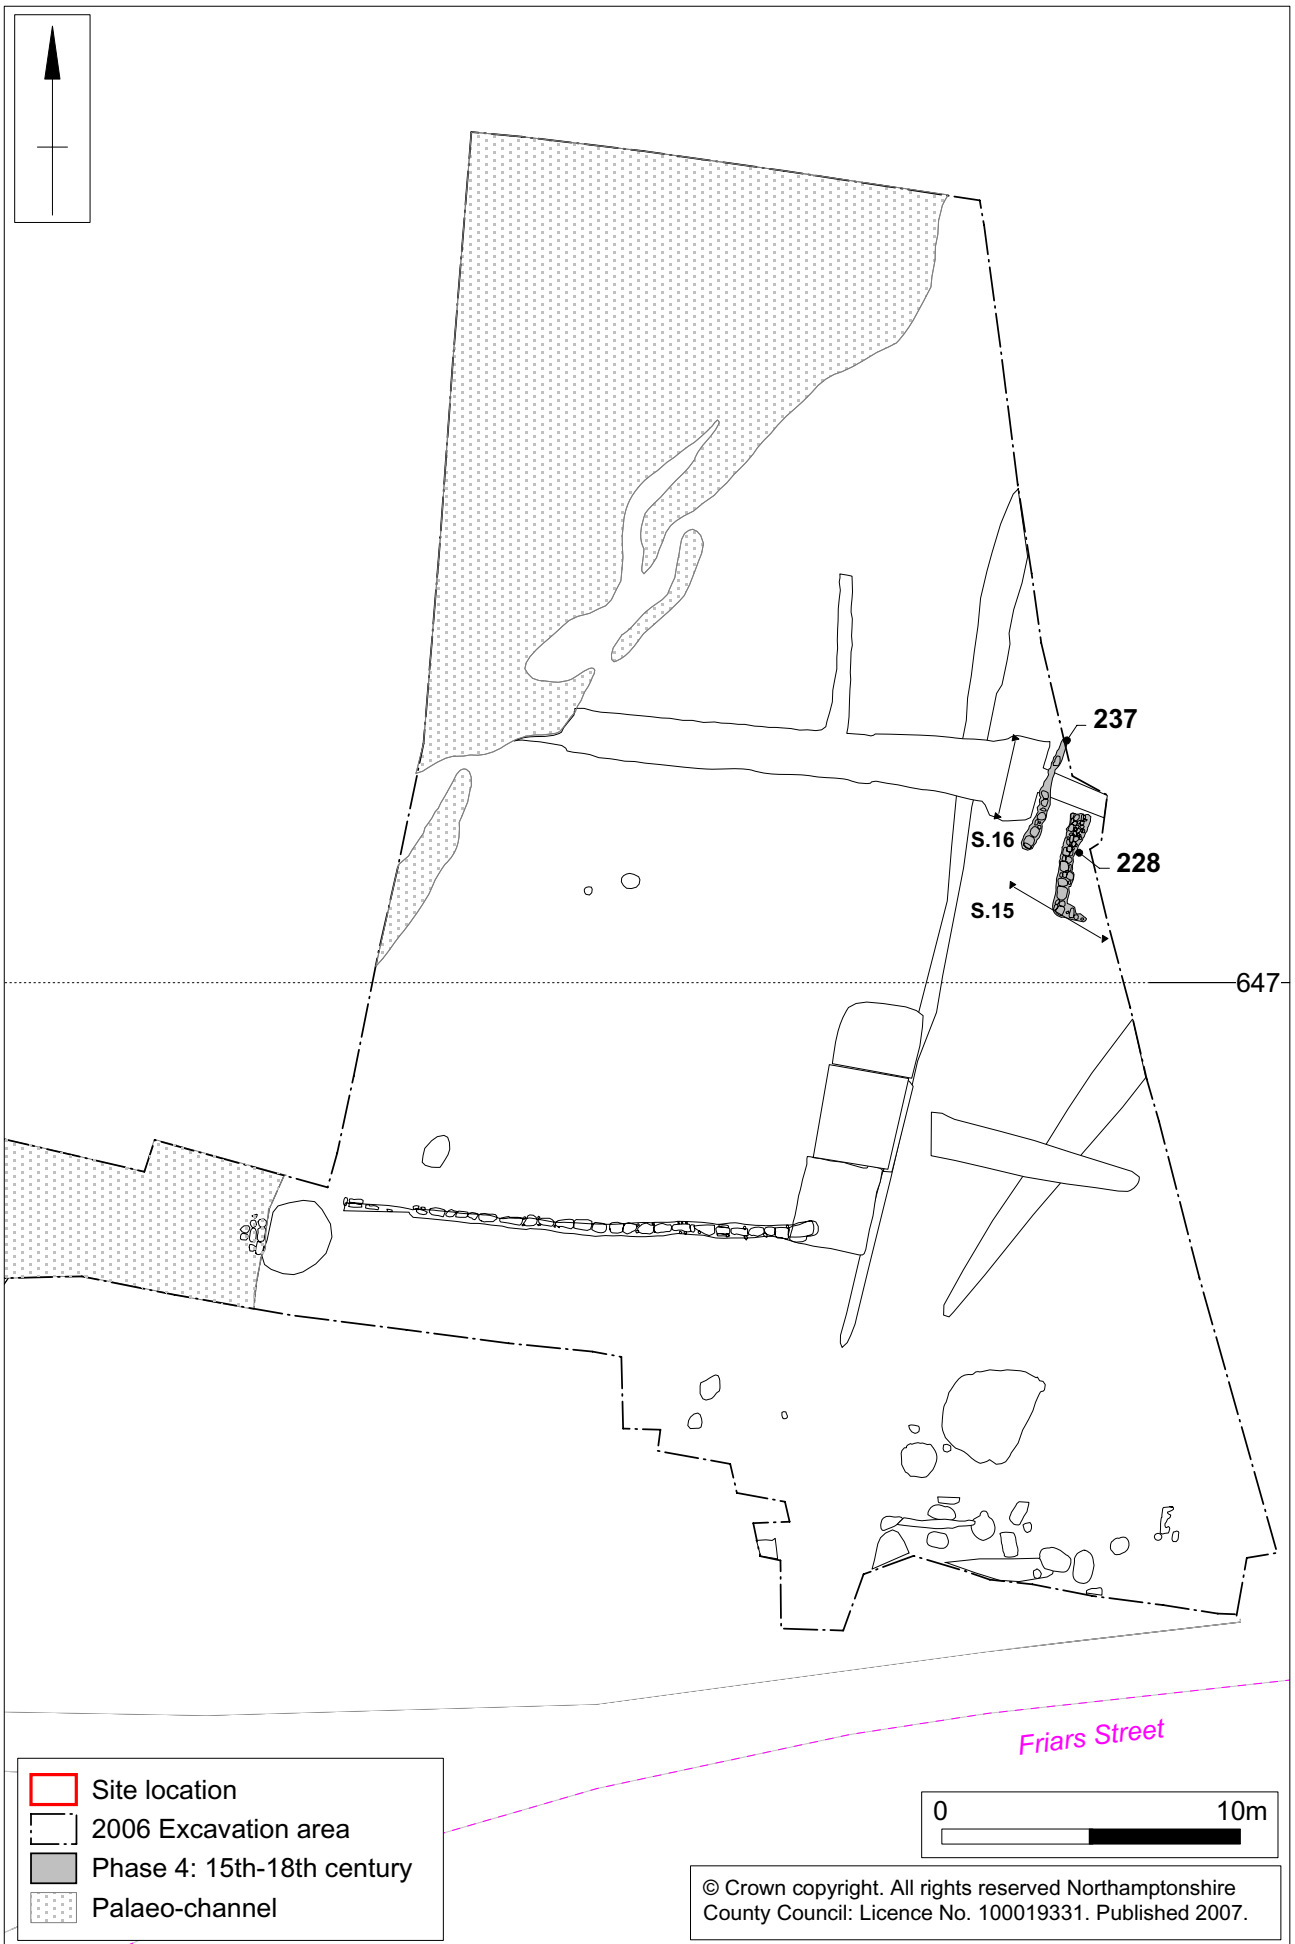 237
S.16
228
S.15
647
Friars Street
Site location
2006 Excavation area
Phase 4: 15th-18th century
Palaeo-channel
0 10m
© Crown copyright. All rights reserved Northamptonshire
County Council: Licence No. 100019331. Published 2007.